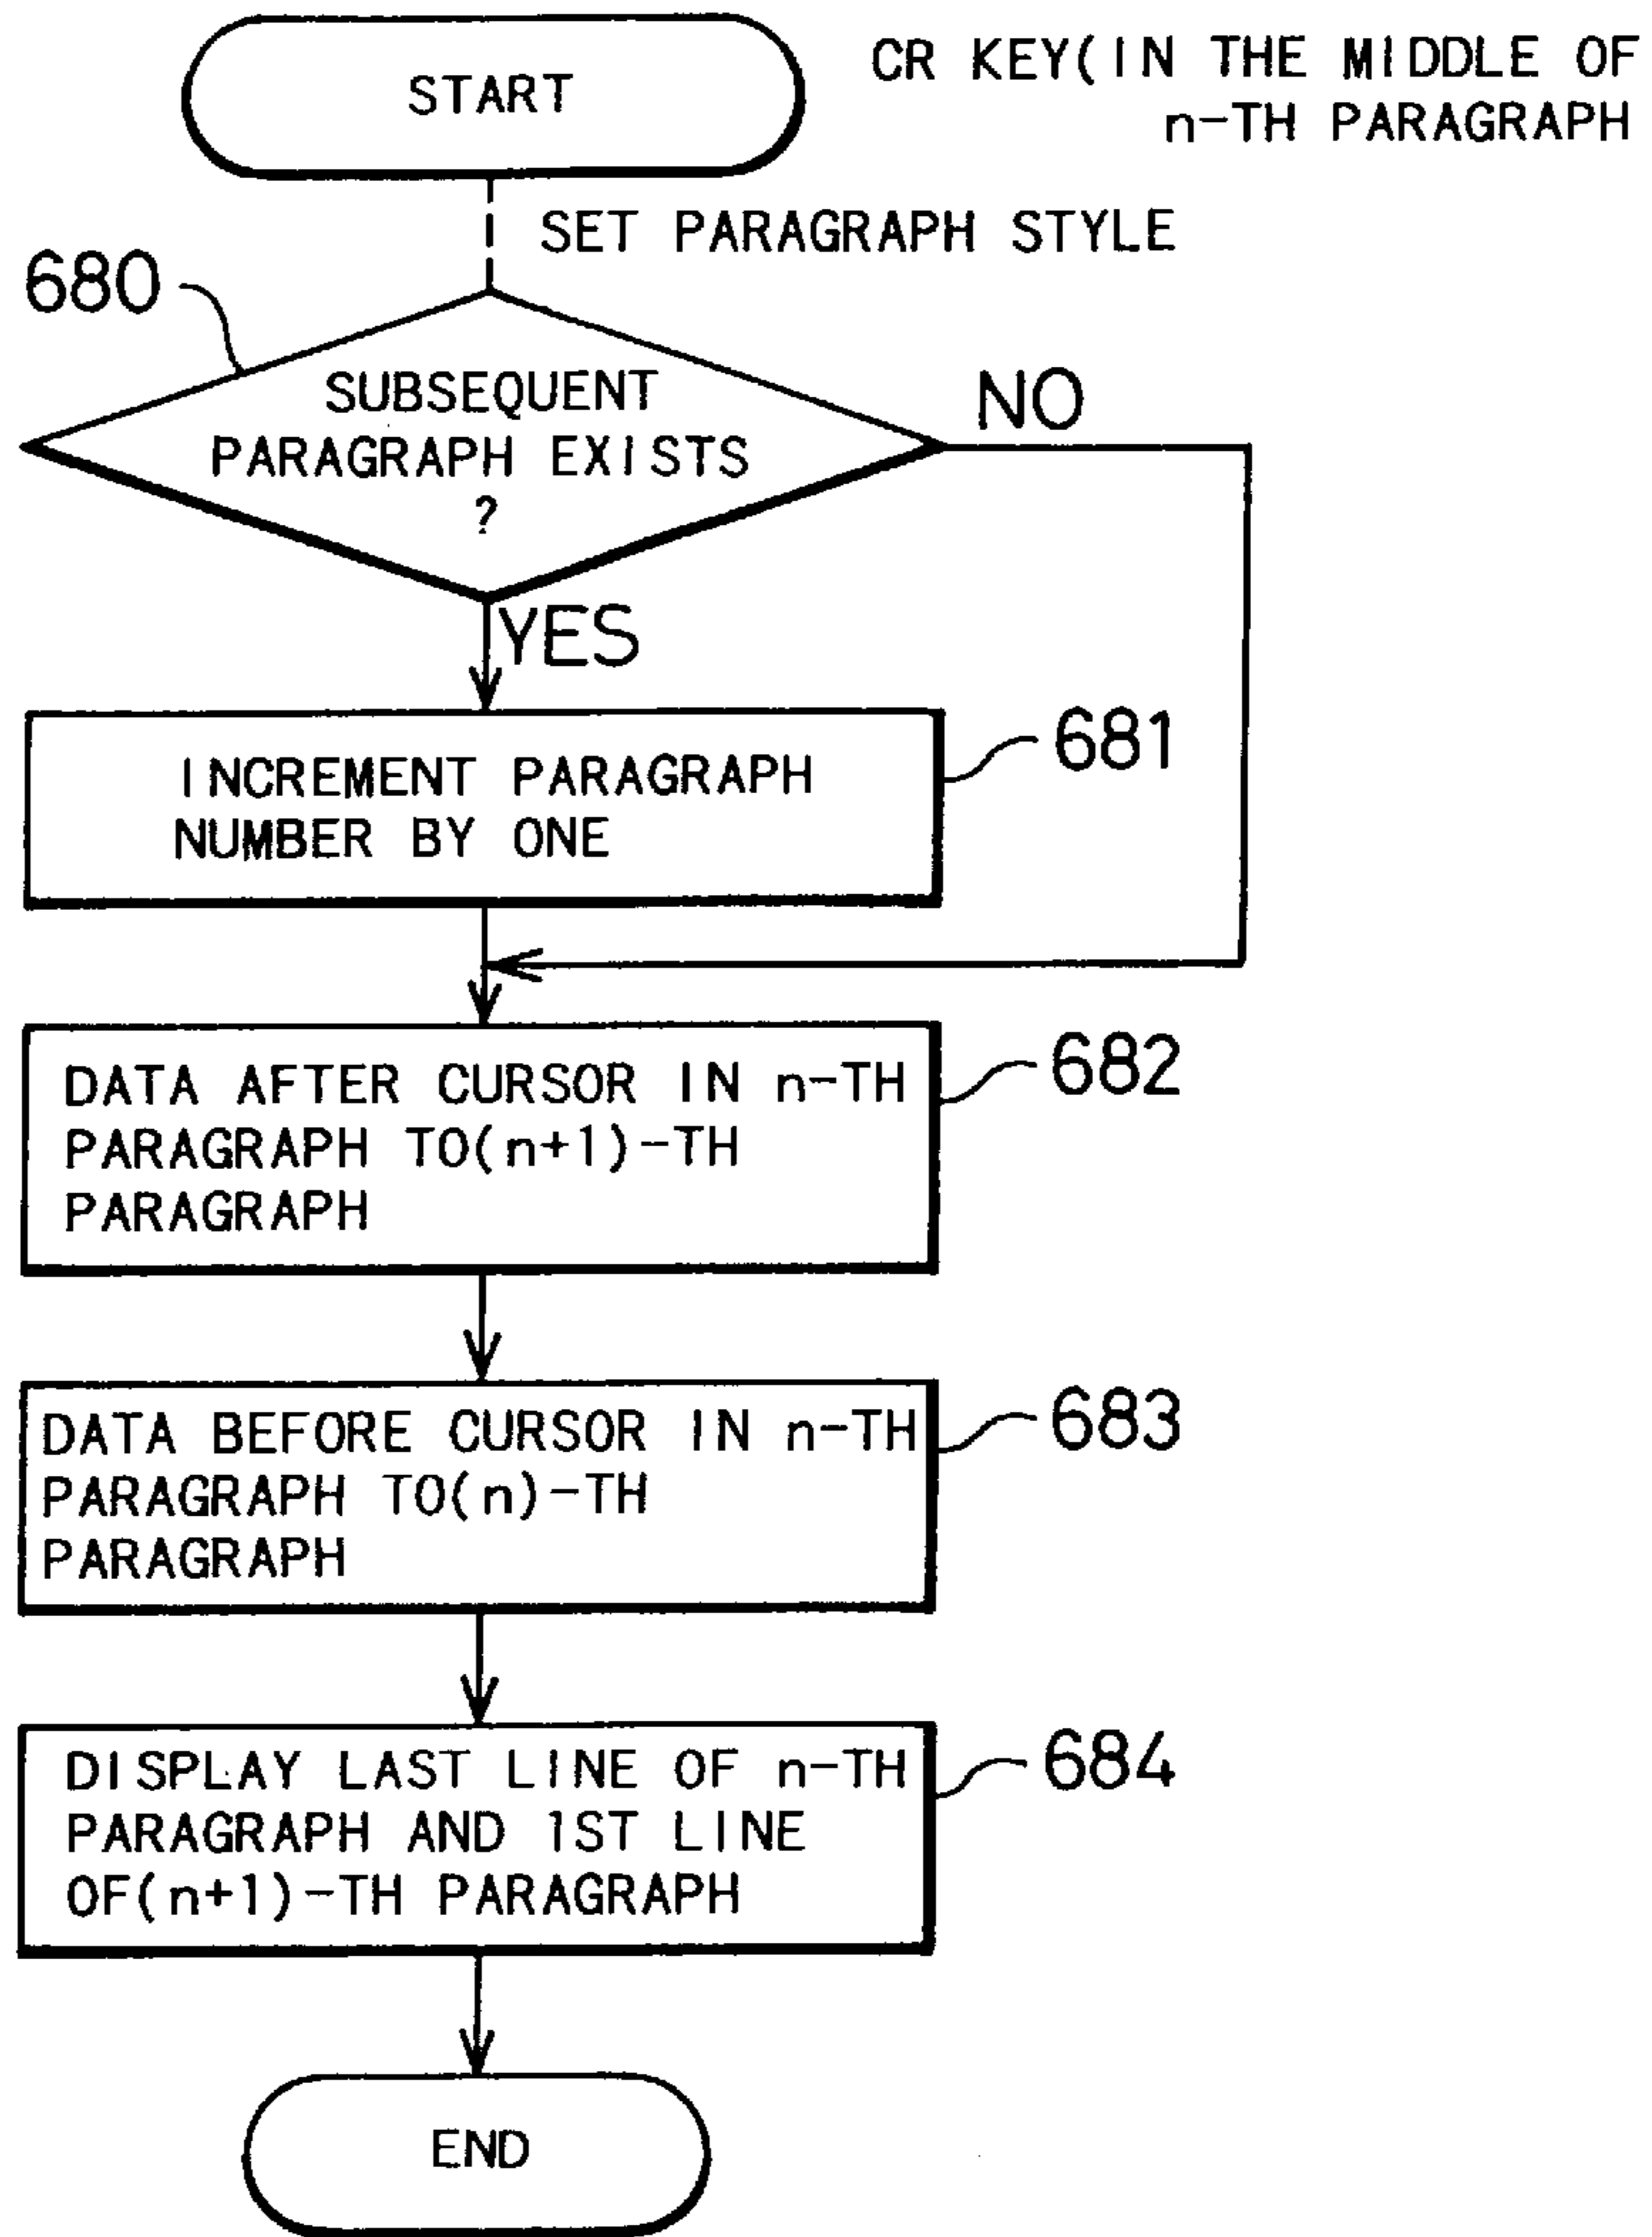 START
CR KEY(IN THE MIDDLE OF
n-TH PARAGRAPH
SET PARAGRAPH STYLE
680
SUBSEQUENT
PARAGRAPH EXISTS
?
NO
YES
681
INCREMENT PARAGRAPH
NUMBER BY ONE
682
DATA AFTER CURSOR IN n-TH
PARAGRAPH TO(n+1)-TH
PARAGRAPH
683
DATA BEFORE CURSOR IN n-TH
PARAGRAPH TO(n)-TH
PARAGRAPH
684
DISPLAY LAST LINE OF n-TH
PARAGRAPH AND 1ST LINE
OF(n+1)-TH PARAGRAPH
END